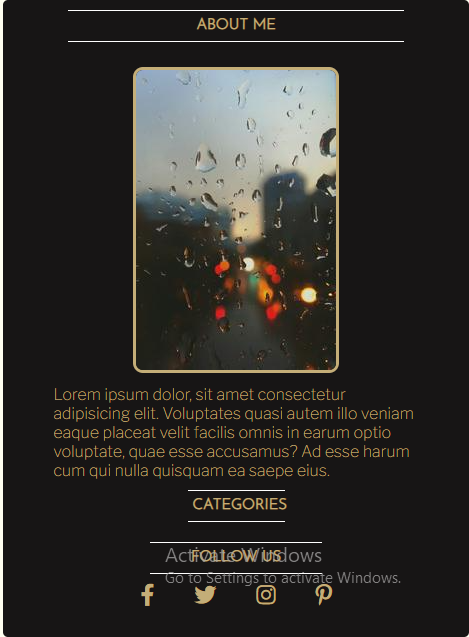 ABOUT ME
Lorem ipsum dolor, sit amet consectetur
adipisicing elit. Voluptates quasi autem illo veniam
eaque placeat velit facilis omnis in earum optio
voluptate, quae esse accusamus? Ad esse harum
cum qui nulla quisquam ea saepe eius.
CATEGORIES
FOLLOW US
Activate Windows
Go to Settings to activate Windows.